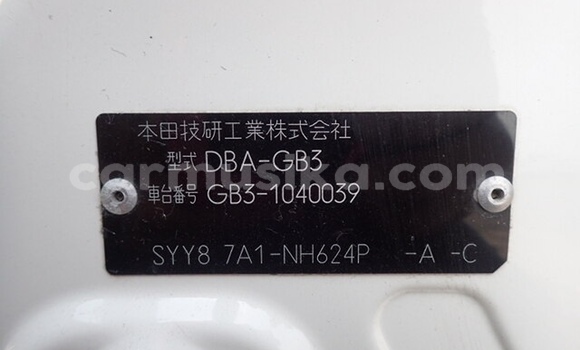 本田技研工業株式会社
型式 DBA-GB3
車台番号 GB3-1040039
SYY8 7A1-NH624P -A -C
carmusika.com